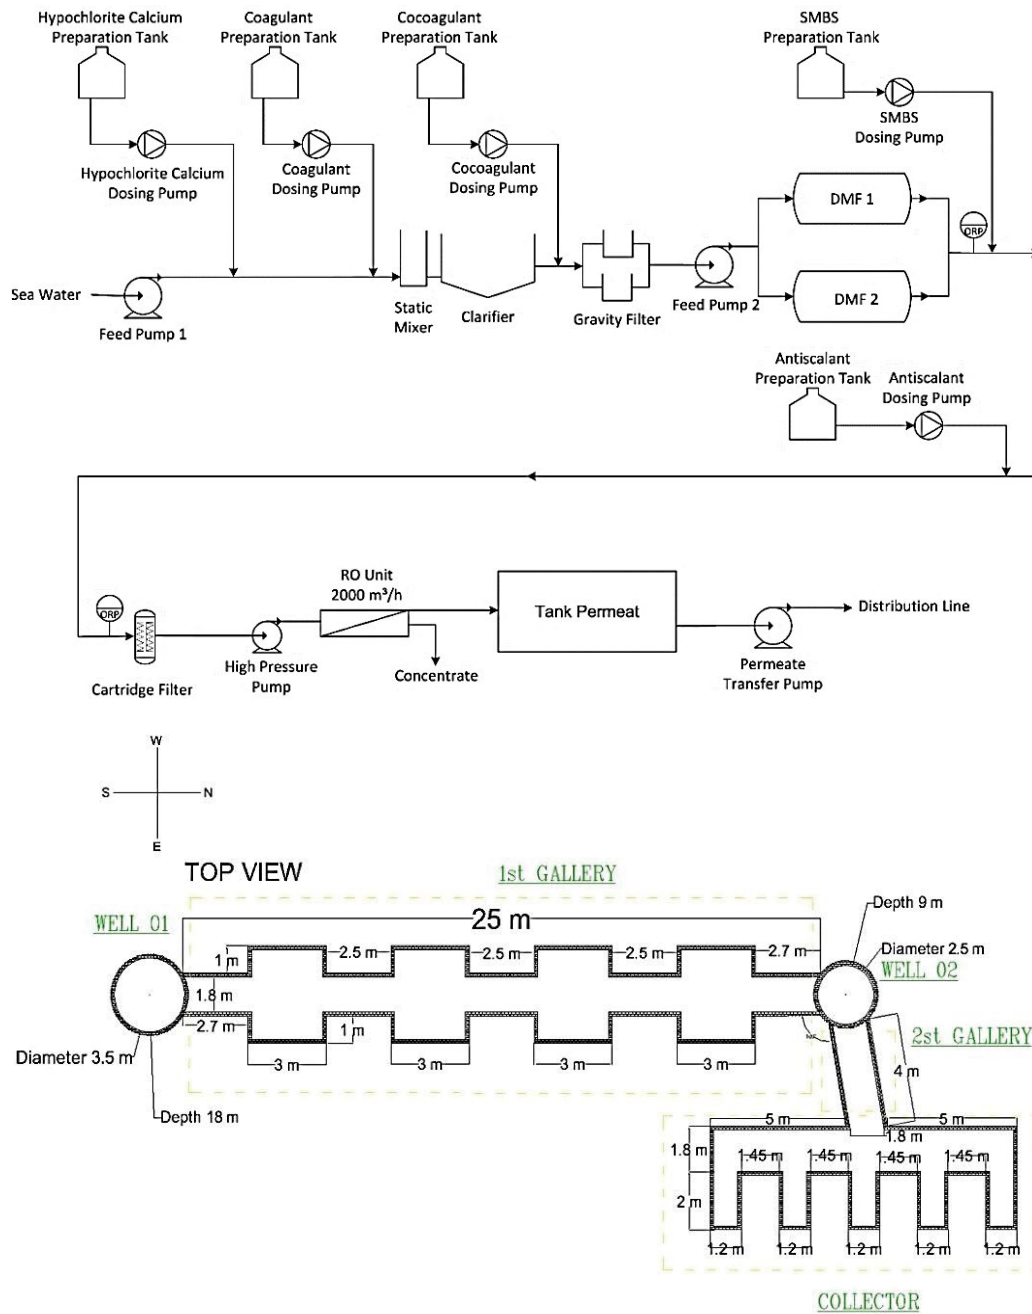 Hypochlorite Calcium
Preparation Tank
Coagulant
Preparation Tank
Cocoagulant
Preparation Tank
SMBS
Preparation Tank
SMBS
Dosing Pump
Hypochlorite Calcium
Dosing Pump
Coagulant
Dosing Pump
Cocoagulant
Dosing Pump
DMF 1
ORP
Sea Water
Feed Pump 1
Static
Mixer
Clarifier
Gravity Filter
Feed Pump 2
DMF 2
Antiscalant
Preparation Tank
Antiscalant
Dosing Pump
RO Unit
2000 m³/h
ORP
Tank Permeat
Distribution Line
Cartridge Filter
High Pressure
Pump
Concentrate
Permeate
Transfer Pump
W
S
N
E
TOP VIEW
1st GALLERY
WELL 01
25 m
Depth 9 m
Diameter 2.5 m
WELL 02
1 m
2.5 m
2.5 m
2.5 m
2.7 m
1.8 m
2.7 m
1 m
Diameter 3.5 m
3 m
3 m
3 m
3 m
2st GALLERY
4 m
Depth 18 m
5 m
5 m
1.8 m
1.8 m
1.45 m
1.45 m
1.45 m
1.45 m
2 m
1.2 m
1.2 m
1.2 m
1.2 m
1.2 m
COLLECTOR